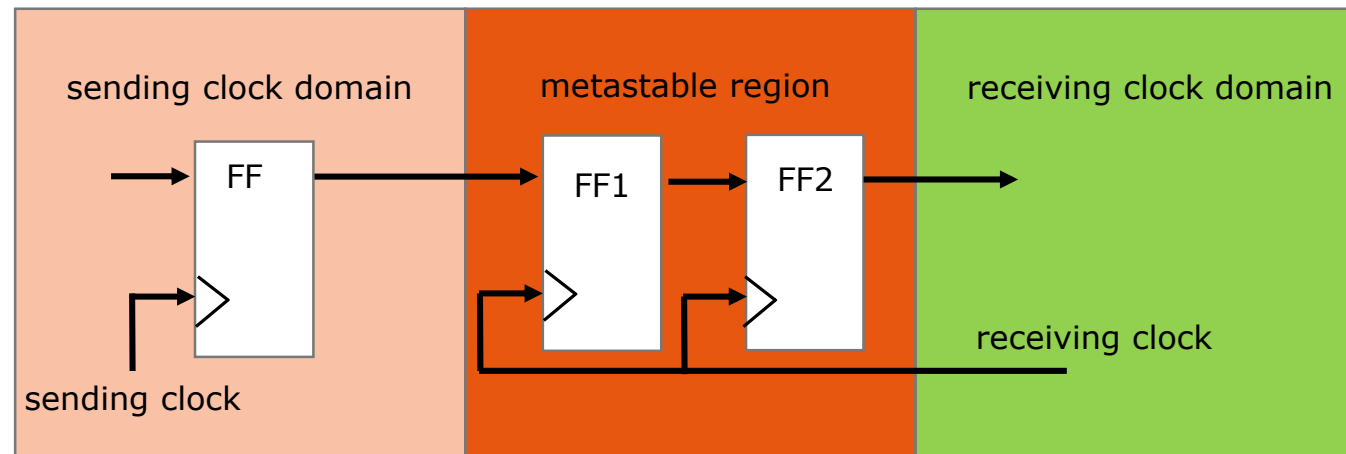 sending clock domain
metastable region
receiving clock domain
FF
FF1
FF2
receiving clock
sending clock